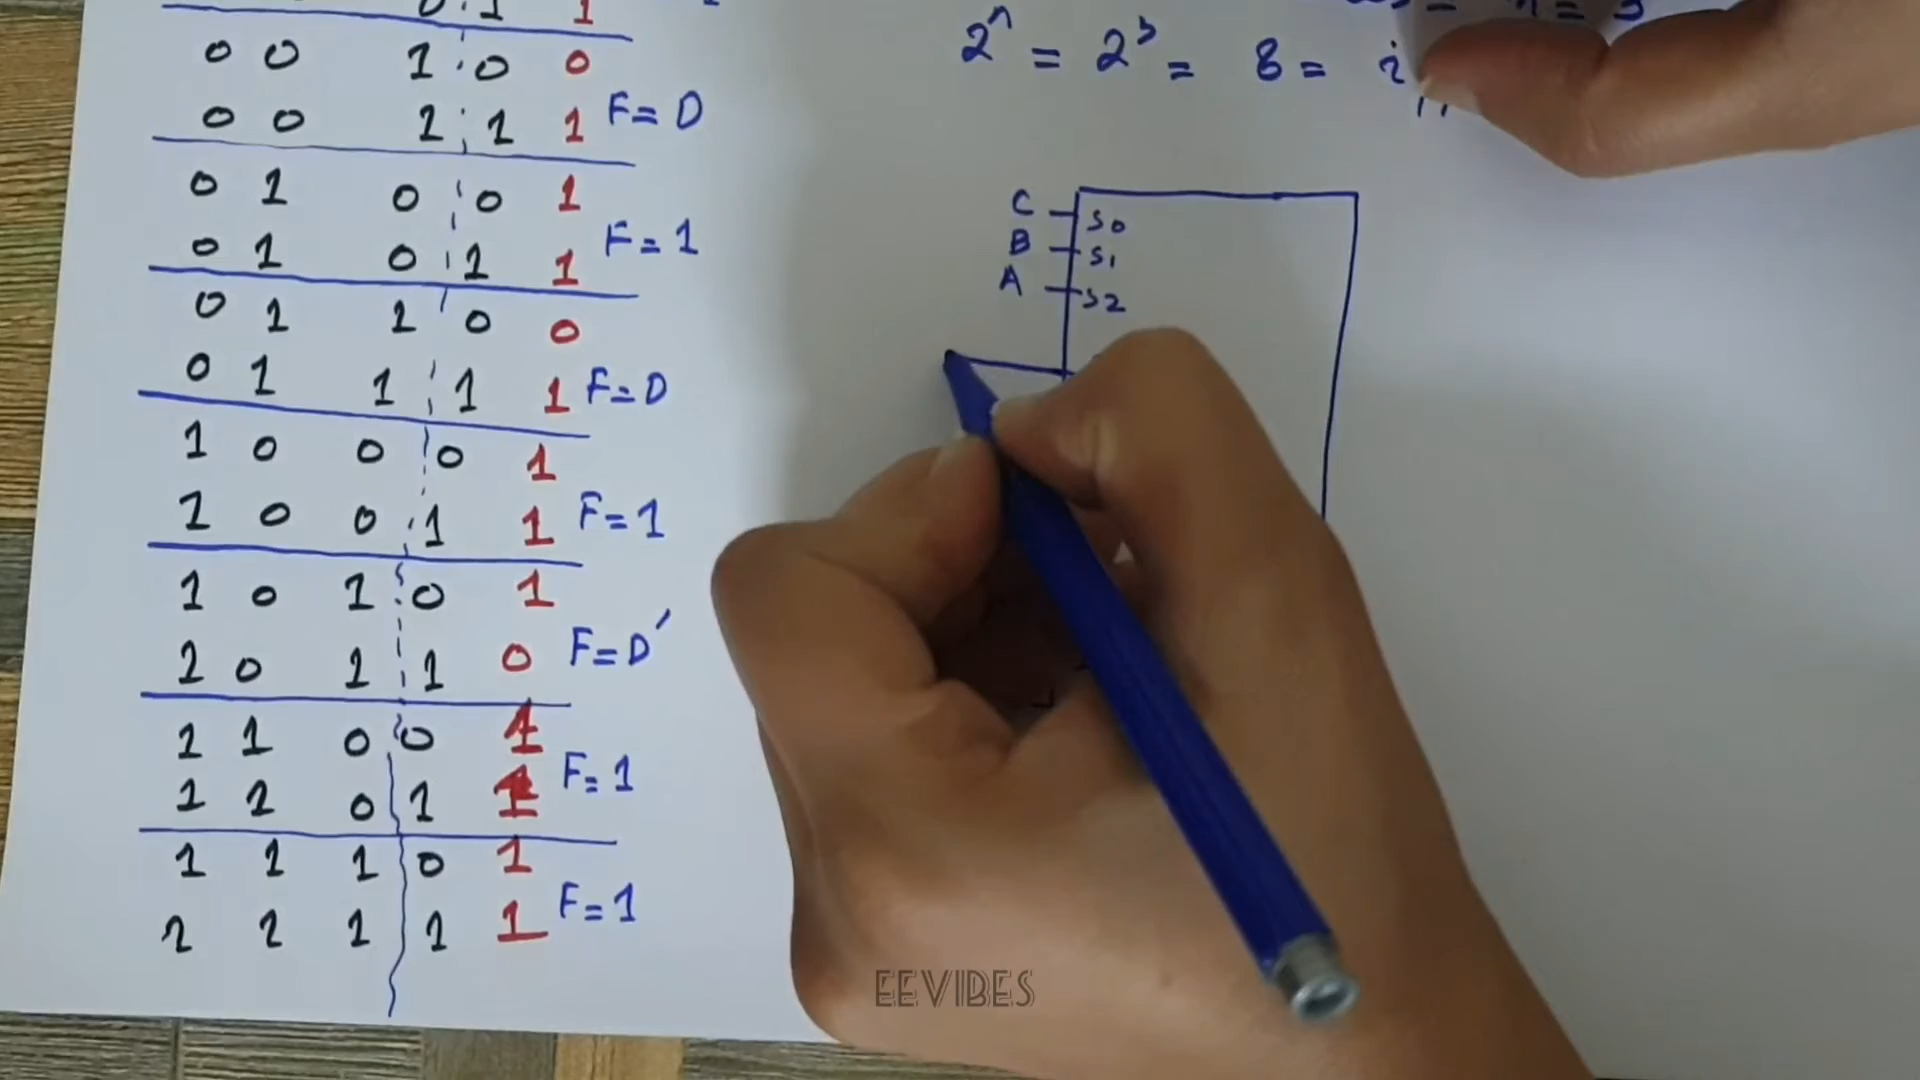 0 1 1
0 0 1 0 0
0 0 1 1 1 F = D
0 1 0 0 1
0 1 0 1 1 F = 1
0 1 1 0 0
0 1 1 1 1 F = D
1 0 0 0 1
1 0 0 1 1 F = 1
1 0 1 0 1
1 0 1 1 0 F = D'
1 1 0 0 1
1 1 0 1 1 F = 1
1 1 1 0 1
1 1 1 1 1 F = 1
2ⁿ = 2³ = 8 = i
C S0
B S1
A S2
EEVIBES